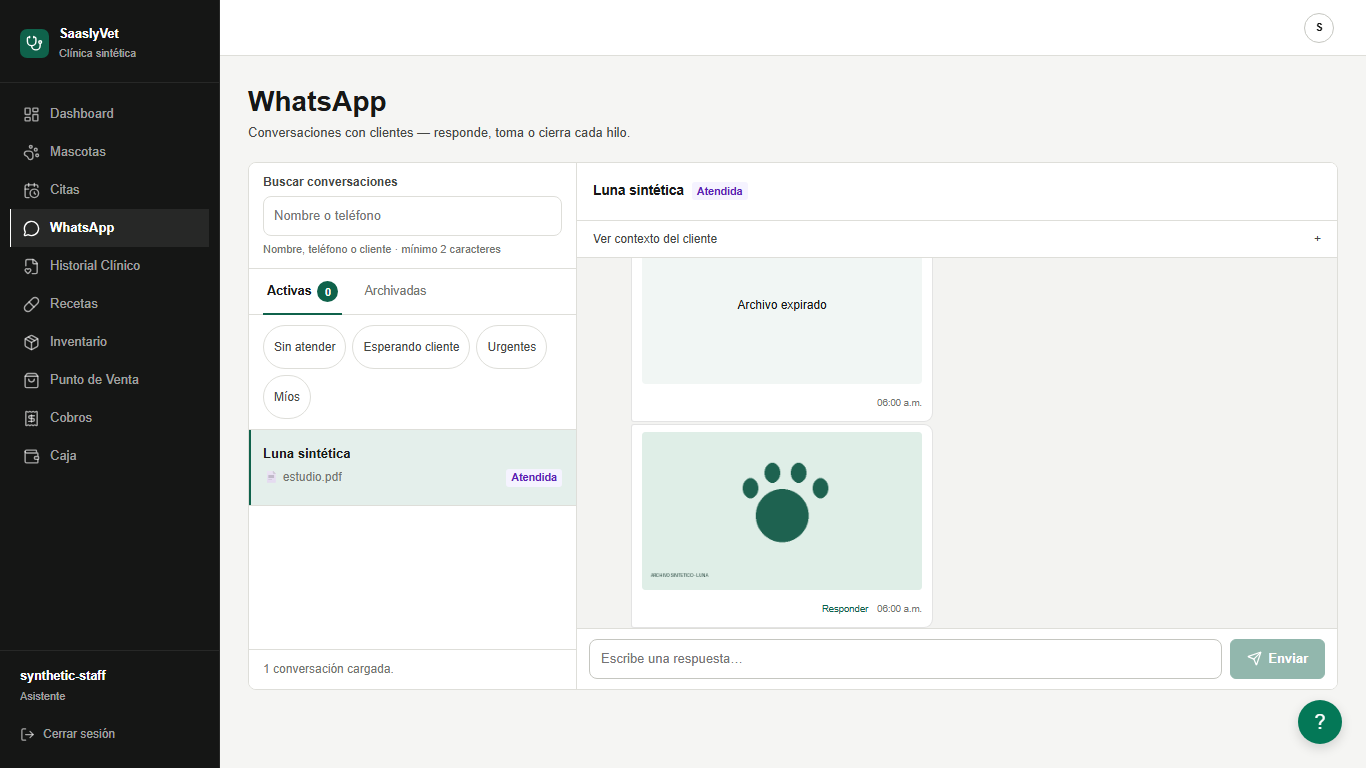 SaaslyVet
Clínica sintética
Dashboard
Mascotas
Citas
WhatsApp
Historial Clínico
Recetas
Inventario
Punto de Venta
Cobros
Caja
synthetic-staff
Asistente
Cerrar sesión
S
WhatsApp
Conversaciones con clientes — responde, toma o cierra cada hilo.
Buscar conversaciones
Nombre o teléfono
Nombre, teléfono o cliente · mínimo 2 caracteres
Activas 0 Archivadas
Sin atender Esperando cliente Urgentes
Míos
Luna sintética
estudio.pdf Atendida
1 conversación cargada.
Luna sintética Atendida
Ver contexto del cliente +
Archivo expirado
06:00 a.m.
ARCHIVO SINTETICO - LUNA
Responder 06:00 a.m.
Escribe una respuesta… Enviar
?